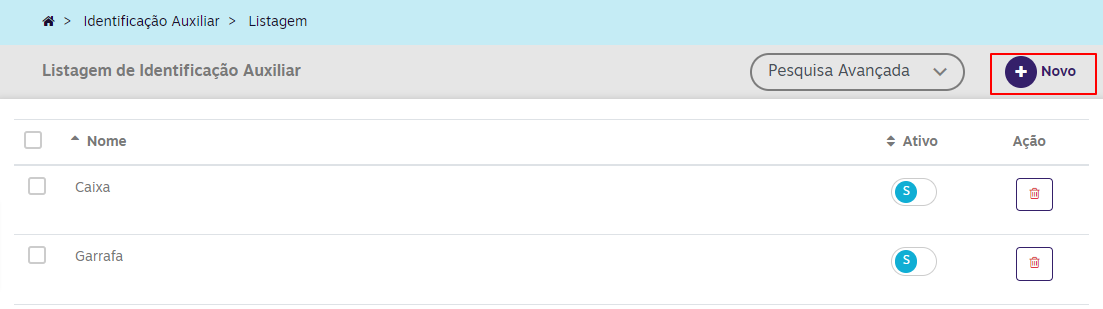 > Identificação Auxiliar > Listagem
Listagem de Identificação Auxiliar Pesquisa Avançada Novo
Nome Ativo Ação
Caixa S
Garrafa S